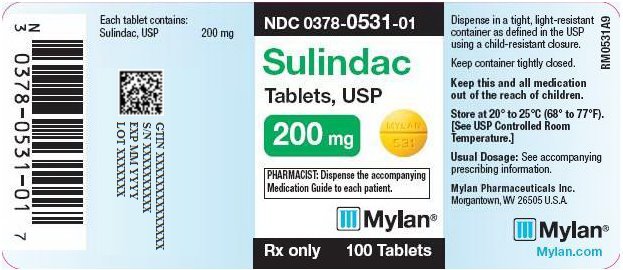 N
3 0378-0531-01 7
Each tablet contains:
Sulindac, USP 200 mg
GTIN XXXXXXXXXXXXXX
S/N XXXXXXXXXX
EXP MM YYYY
LOT XXXXXX
NDC 0378-0531-01
Sulindac
Tablets, USP
200 mg
MYLAN
531
PHARMACIST: Dispense the accompanying
Medication Guide to each patient.
Mylan®
Rx only 100 Tablets
Dispense in a tight, light-resistant
container as defined in the USP
using a child-resistant closure.
Keep container tightly closed.
Keep this and all medication
out of the reach of children.
Store at 20° to 25°C (68° to 77°F).
[See USP Controlled Room
Temperature.]
Usual Dosage: See accompanying
prescribing information.
Mylan Pharmaceuticals Inc.
Morgantown, WV 26505 U.S.A.
Mylan®
Mylan.com
RM0531A9